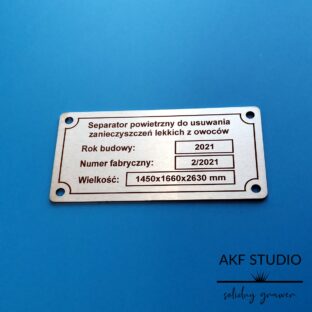 Separator powietrzny do usuwania
zanieczyszczeń lekkich z owoców
Rok budowy: 2021
Numer fabryczny: 2/2021
Wielkość: 1450x1660x2630 mm
AKF STUDIO
solidny grawer